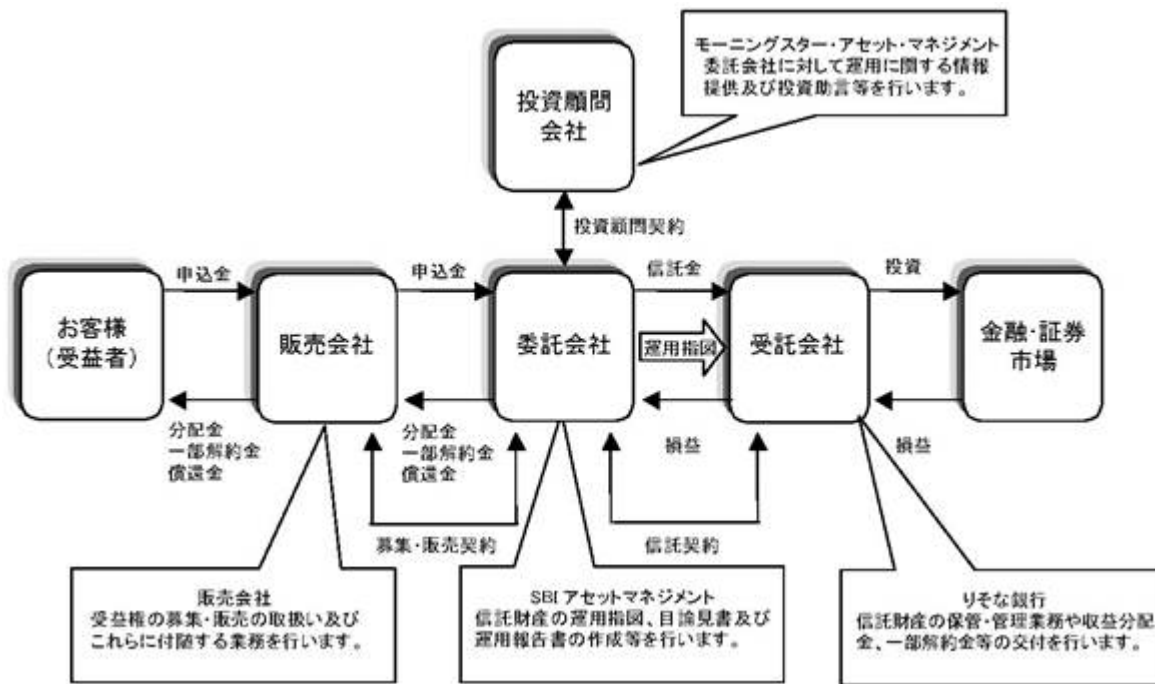 モーニングスター・アセット・マネジメント
委託会社に対して運用に関する情報
提供及び投資助言等を行います。
投資顧問
会社
投資顧問契約
申込金
申込金
信託金
投資
お客様
(受益者)
販売会社
委託会社
運用指図
受託会社
金融・証券
市場
分配金
一部解約金
償還金
分配金
一部解約金
償還金
損益
損益
募集・販売契約
信託契約
販売会社
受益権の募集・販売の取扱い及び
これらに付随する業務を行います。
SBI アセットマネジメント
信託財産の運用指図、目論見書及び
運用報告書の作成等を行います。
りそな銀行
信託財産の保管・管理業務や収益分配
金、一部解約金等の交付を行います。